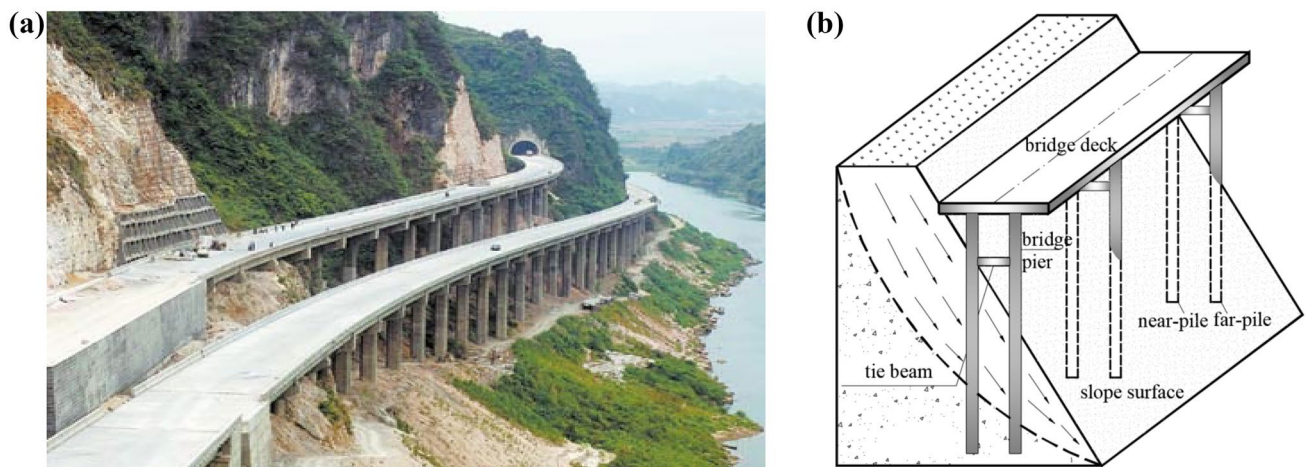 (a)
(b)
bridge deck
bridge
pier
near-pile far-pile
tie beam
slope surface